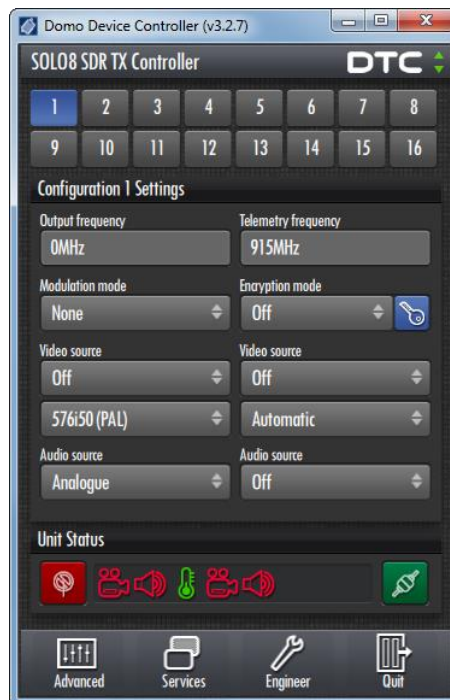 Domo Device Controller (v3.2.7)
SOLO8 SDR TX Controller DTC
1 2 3 4 5 6 7 8
9 10 11 12 13 14 15 16
Configuration 1 Settings
Output frequency Telemetry frequency
0MHz 915MHz
Modulation mode Encryption mode
None Off
Video source Video source
Off Off
576i50 (PAL) Automatic
Audio source Audio source
Analogue Off
Unit Status
Advanced Services Engineer Quit